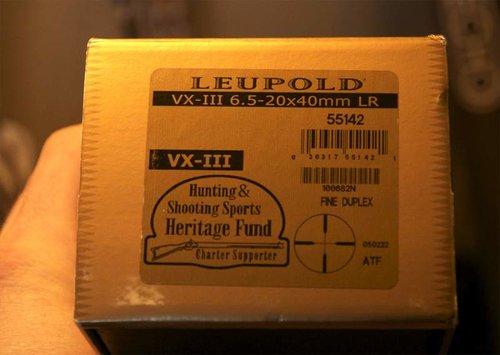 LEUPOLD
VX-III 6.5-20x40mm LR
55142
0 30317 55142 1
VX-III
100682N
FINE DUPLEX
Hunting &
Shooting Sports
Heritage Fund
Charter Supporter
050222
ATF